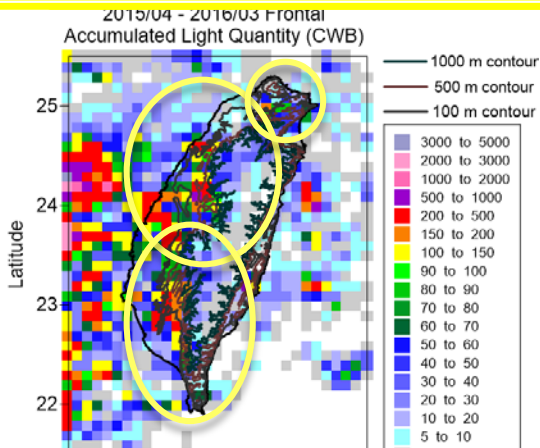 2015/04 - 2016/03 Frontal
Accumulated Light Quantity (CWB)
1000 m contour
500 m contour
100 m contour
25
24
23
22
Latitude
3000 to 5000
2000 to 3000
1000 to 2000
500 to 1000
200 to 500
150 to 200
100 to 150
90 to 100
80 to 90
70 to 80
60 to 70
50 to 60
40 to 50
30 to 40
20 to 30
10 to 20
5 to 10